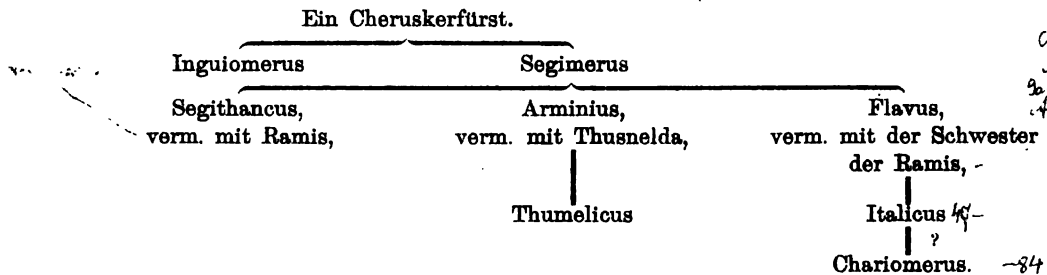 Ein Cheruskerfürst.
Inguiomerus Segimerus
Segithancus, Arminius, Flavus,
verm. mit Ramis, verm. mit Thusnelda, verm. mit der Schwester
der Ramis, -
Thumelicus Italicus
?
Chariomerus. -84